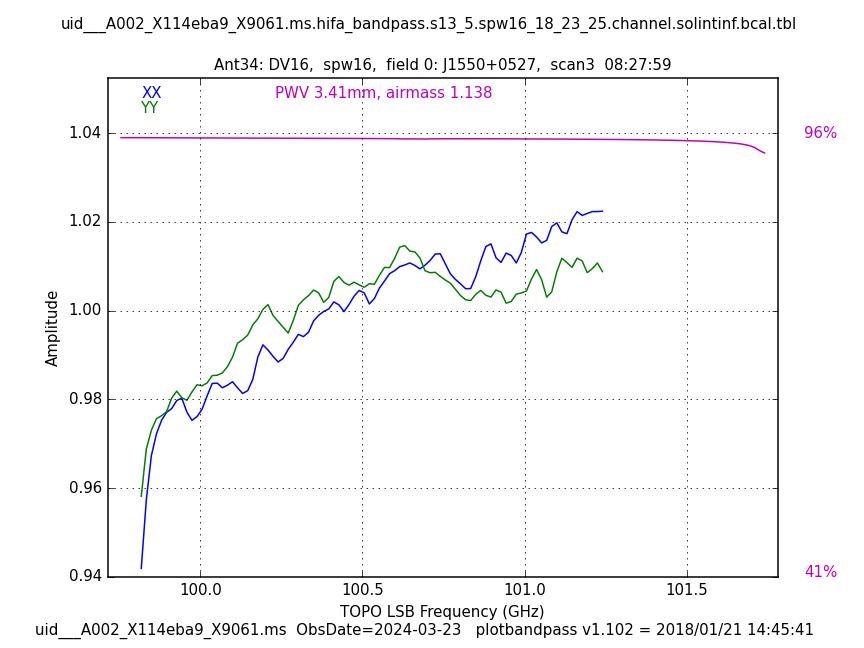 uid___A002_X114eba9_X9061.ms.hifa_bandpass.s13_5.spw16_18_23_25.channel.solintinf.bcal.tbl
Ant34: DV16,  spw16,  field 0: J1550+0527,  scan3  08:27:59
XX
PWV 3.41mm, airmass 1.138
YY
1.04
96%
1.02
1.00
0.98
0.96
0.94
41%
Amplitude
100.0
100.5
101.0
101.5
TOPO LSB Frequency (GHz)
uid___A002_X114eba9_X9061.ms  ObsDate=2024-03-23   plotbandpass v1.102 = 2018/01/21 14:45:41